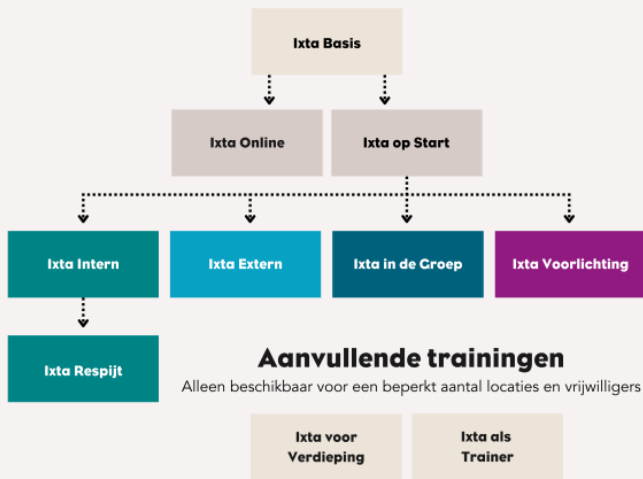 Ixta Basis
Ixta Online
Ixta op Start
Ixta Intern
Ixta Extern
Ixta in de Groep
Ixta Voorlichting
Ixta Respijt
Aanvullende trainingen
Alleen beschikbaar voor een beperkt aantal locaties en vrijwilligers
Ixta voor
Verdieping
Ixta als
Trainer